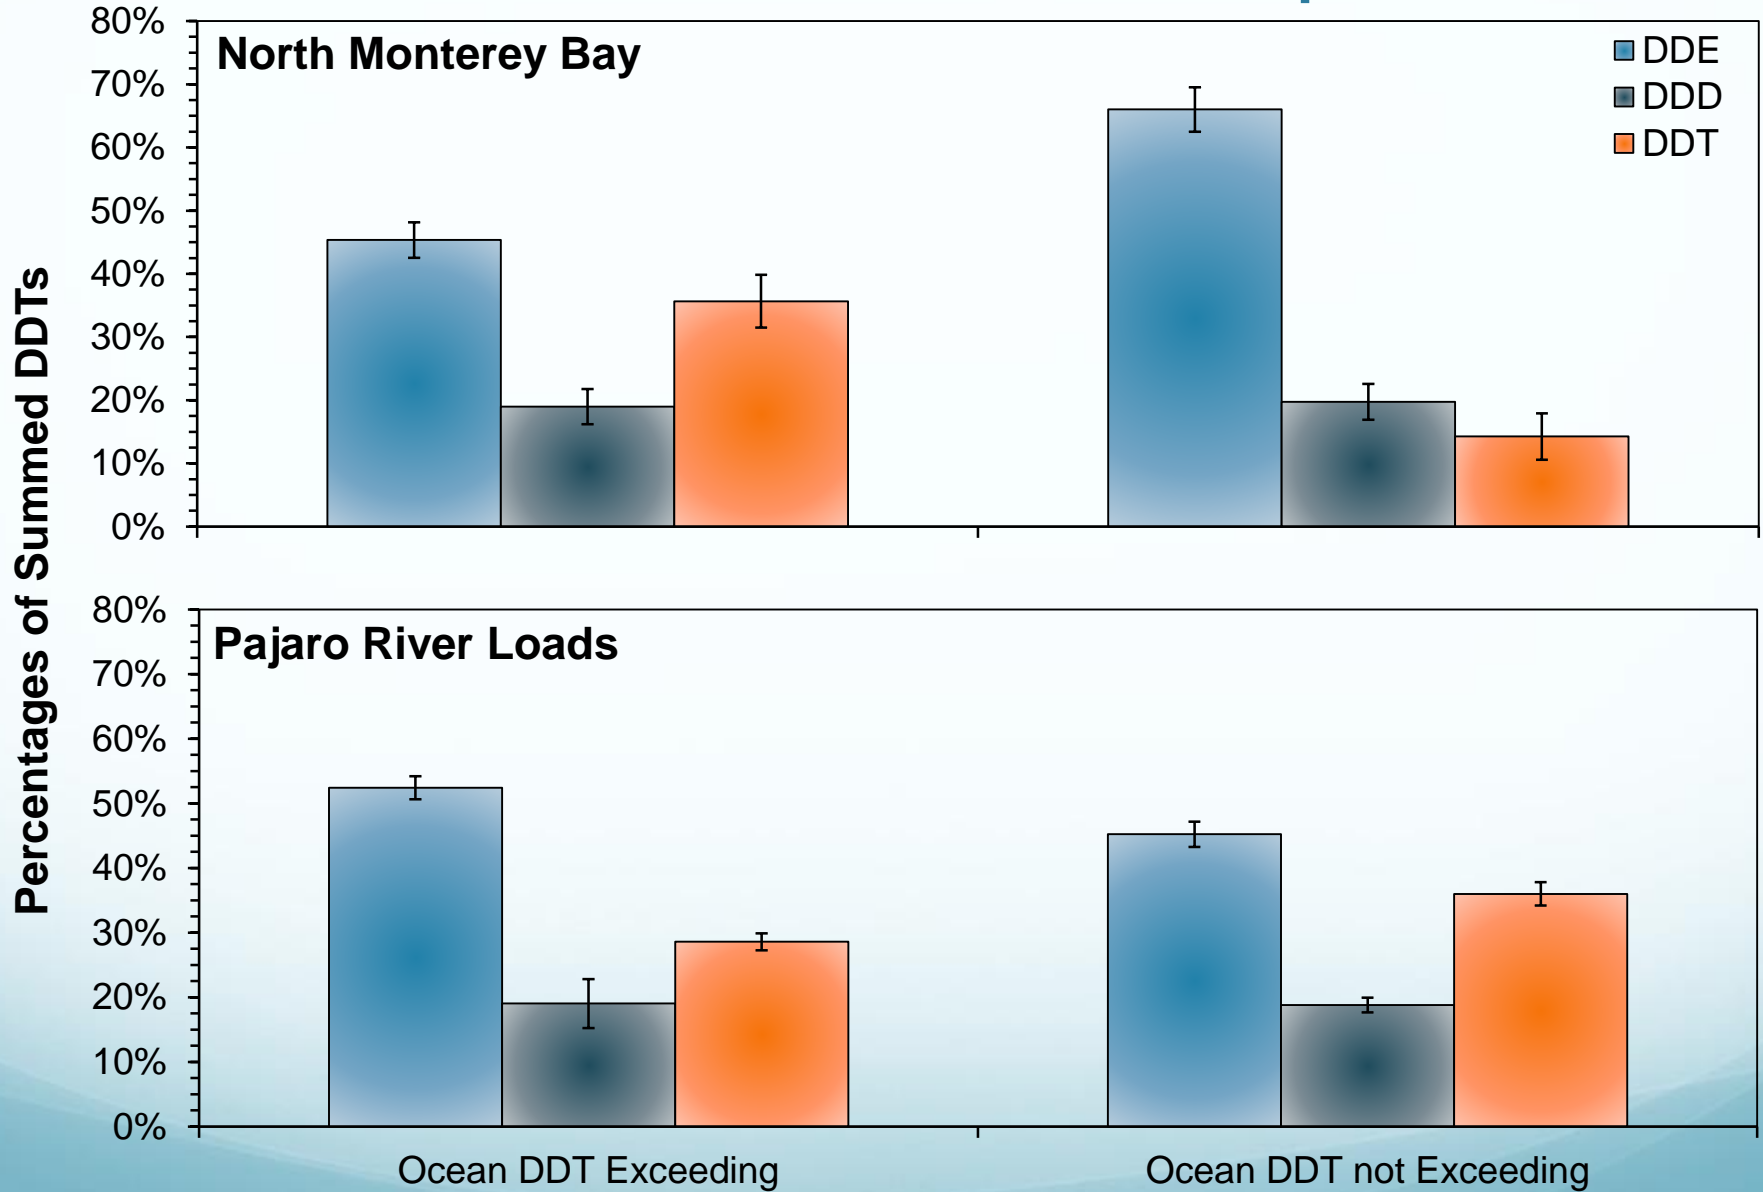 North Monterey Bay
DDE
DDD
DDT
80%
70%
60%
50%
40%
30%
20%
10%
0%
Percentages of Summed DDTs
Pajaro River Loads
80%
70%
60%
50%
40%
30%
20%
10%
0%
Ocean DDT Exceeding
Ocean DDT not Exceeding